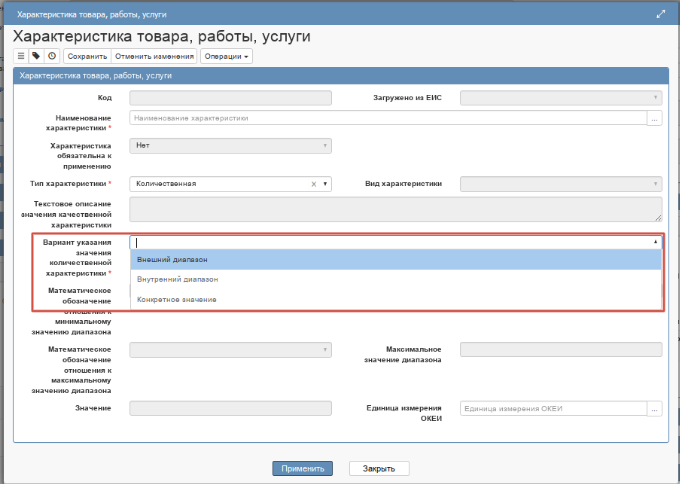 Характеристика товара, работы, услуги
Характеристика товара, работы, услуги
Сохранить Отменить изменения Операции
Характеристика товара, работы, услуги
Код Загружено из ЕИС
Наименование характеристики * Наименование характеристики ...
Характеристика обязательна к применению Нет
Тип характеристики * Количественная x Вид характеристики
Текстовое описание значения качественной характеристики
Вариант указания значения количественной характеристики *
Внешний диапазон
Внутренний диапазон
Конкретное значение
Математическое обозначение отношения к минимальному значению диапазона
Математическое обозначение отношения к максимальному значению диапазона
Максимальное значение диапазона
Значение
Единица измерения ОКЕИ Единица измерения ОКЕИ ...
Применить Закрыть